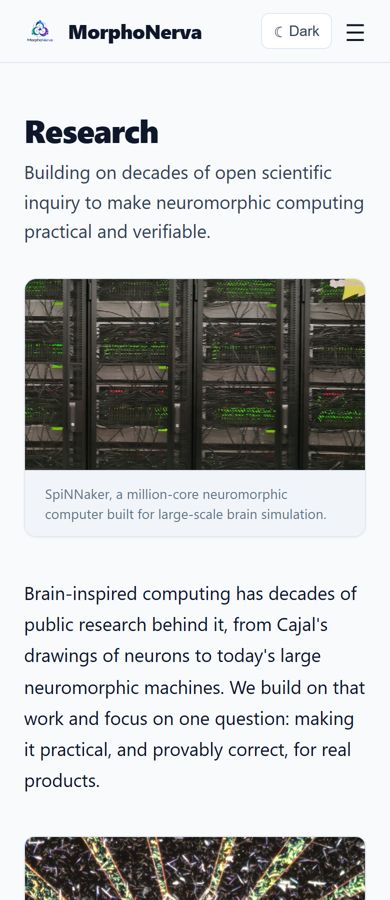 MorphoNerva
MorphoNerva
☾ Dark
Research
Building on decades of open scientific
inquiry to make neuromorphic computing
practical and verifiable.
SpiNNaker, a million-core neuromorphic
computer built for large-scale brain simulation.
Brain-inspired computing has decades of
public research behind it, from Cajal's
drawings of neurons to today's large
neuromorphic machines. We build on that
work and focus on one question: making
it practical, and provably correct, for real
products.